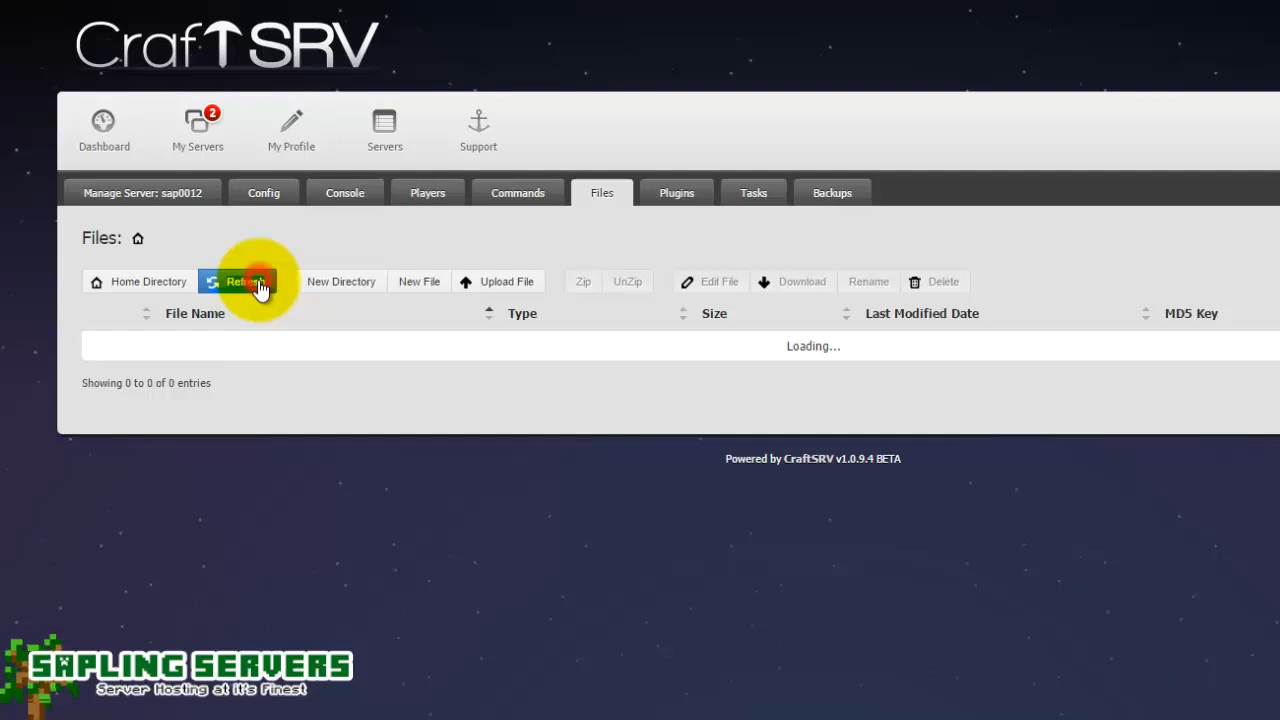 CrafTSRV
2
Dashboard My Servers My Profile Servers Support
Manage Server: sap0012 Config Console Players Commands Files Plugins Tasks Backups
Files:
Home Directory Refresh New Directory New File Upload File Zip UnZip Edit File Download Rename Delete
File Name Type Size Last Modified Date MD5 Key
Loading...
Showing 0 to 0 of 0 entries
Powered by CraftSRV v1.0.9.4 BETA
SAPLING SERVERS
Server Hosting at it's Finest